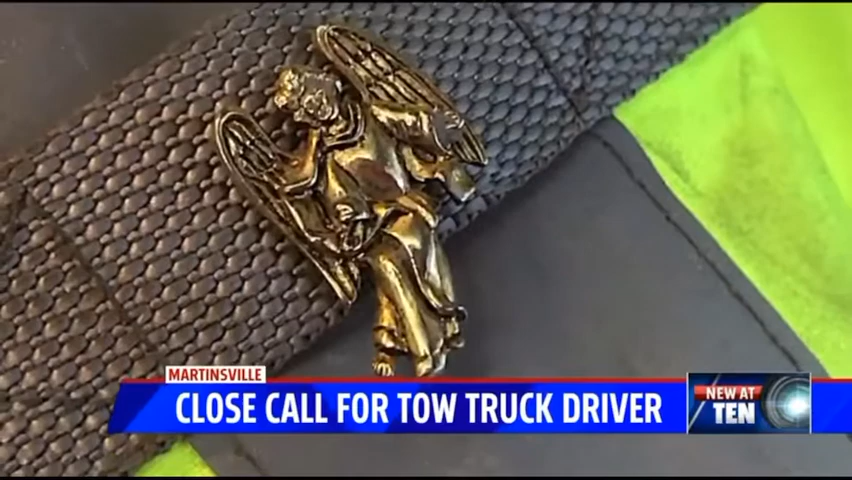 MARTINSVILLE
CLOSE CALL FOR TOW TRUCK DRIVER
NEW AT
TEN